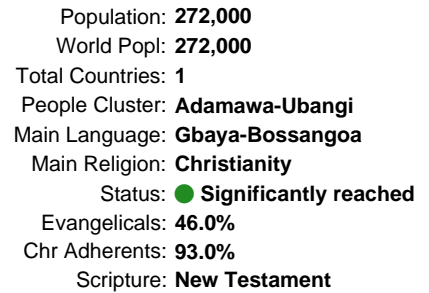 Population: 272,000
World Popl: 272,000
Total Countries: 1
People Cluster: Adamawa-Ubangi
Main Language: Gbaya-Bossangoa
Main Religion: Christianity
Status: Significantly reached
Evangelicals: 46.0%
Chr Adherents: 93.0%
Scripture: New Testament